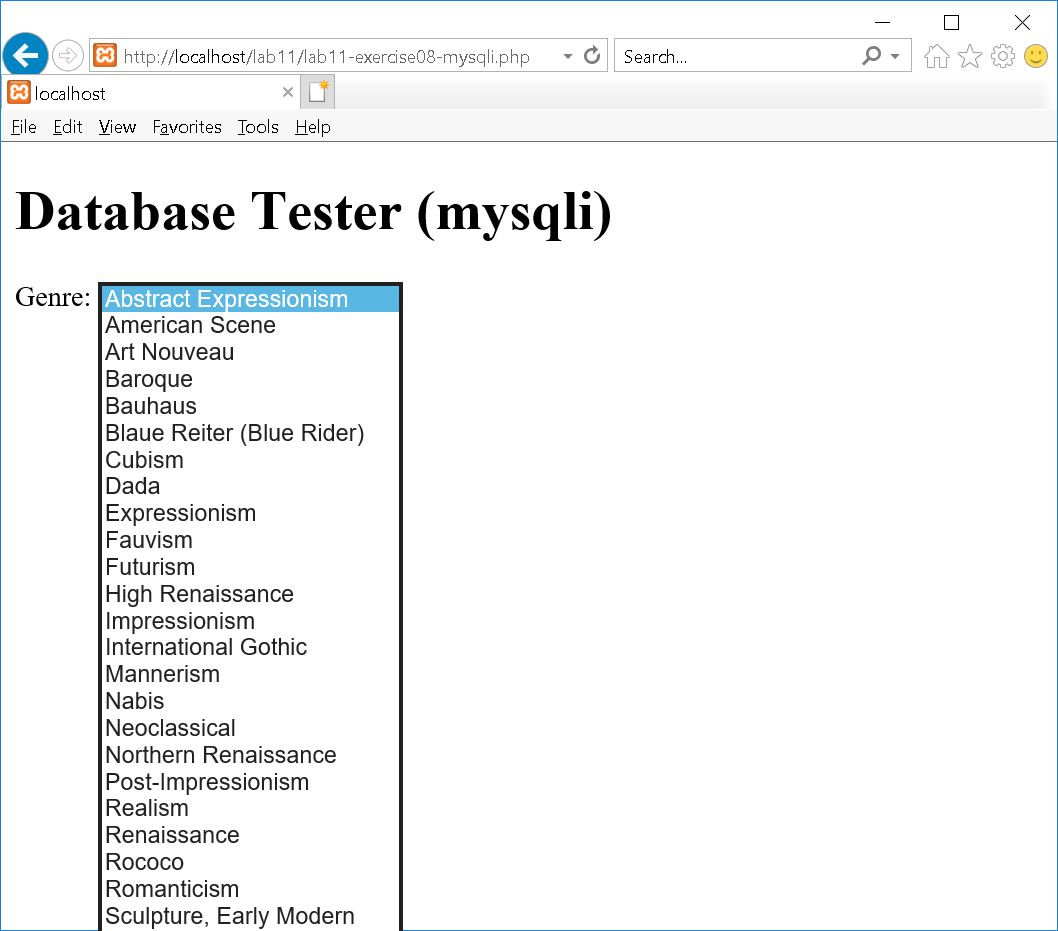 http://localhost/lab11/lab11-exercise08-mysqli.php
Search...
localhost
File Edit View Favorites Tools Help
Database Tester (mysqli)
Genre: Abstract Expressionism
American Scene
Art Nouveau
Baroque
Bauhaus
Blaue Reiter (Blue Rider)
Cubism
Dada
Expressionism
Fauvism
Futurism
High Renaissance
Impressionism
International Gothic
Mannerism
Nabis
Neoclassical
Northern Renaissance
Post-Impressionism
Realism
Renaissance
Rococo
Romanticism
Sculpture, Early Modern